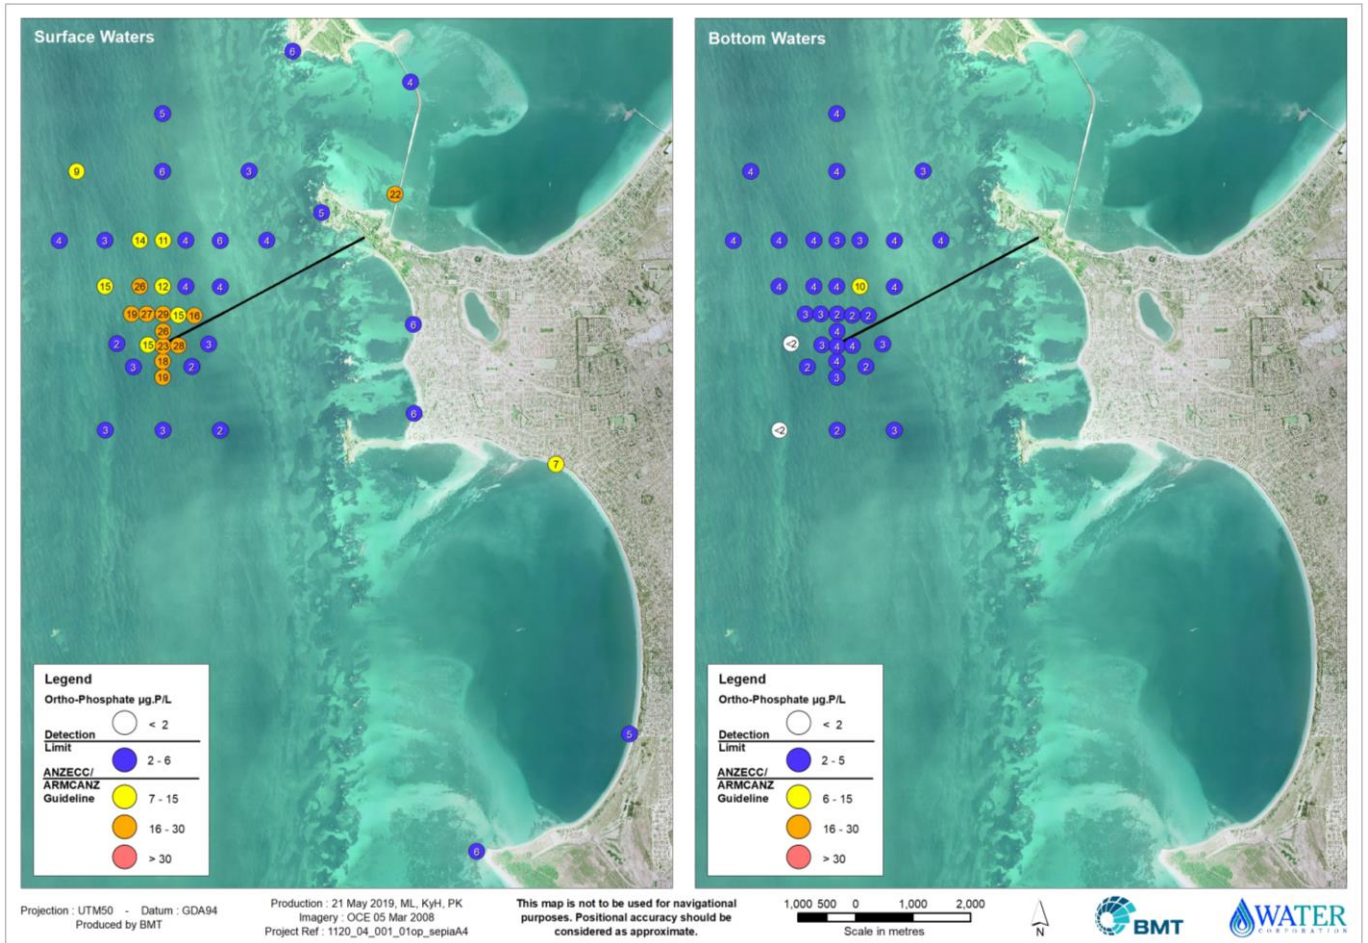 Surface Waters
6
4
5
9
6
3
22
5
4
3
14
11
4
6
4
15
26
12
4
4
19
27
29
15
16
26
6
2
15
23
28
3
18
3
2
19
6
3
3
2
7
5
6
Legend
Ortho-Phosphate µg.P/L
< 2
Detection
Limit
2 - 6
ANZECC/
ARMCANZ
Guideline
7 - 15
16 - 30
> 30
Bottom Waters
4
4
4
3
4
4
4
3
3
4
4
4
4
4
10
4
3
3
2
2
2
4
<2
3
4
4
3
4
2
2
3
<2
2
3
Legend
Ortho-Phosphate µg.P/L
< 2
Detection
Limit
2 - 5
ANZECC/
ARMCANZ
Guideline
6 - 15
16 - 30
> 30
Projection : UTM50 - Datum : GDA94
Produced by BMT
Production : 21 May 2019, ML, KyH, PK
Imagery : OCE 05 Mar 2008
Project Ref : 1120_04_001_01op_sepiaA4
This map is not to be used for navigational
purposes. Positional accuracy should be
considered as approximate.
1,000 500 0 1,000 2,000
Scale in metres
N
BMT
WATER
CORPORATION